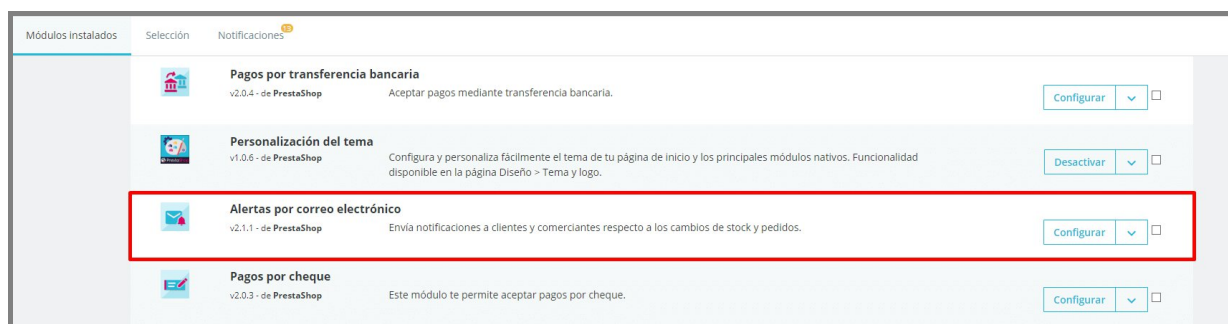 Módulos instalados
Selección
Notificaciones
13
Pagos por transferencia bancaria
v2.0.4 - de PrestaShop
Aceptar pagos mediante transferencia bancaria.
Configurar
Personalización del tema
v1.0.6 - de PrestaShop
Configura y personaliza fácilmente el tema de tu página de inicio y los principales módulos nativos. Funcionalidad
disponible en la página Diseño > Tema y logo.
Desactivar
Alertas por correo electrónico
v2.1.1 - de PrestaShop
Envía notificaciones a clientes y comerciantes respecto a los cambios de stock y pedidos.
Configurar
Pagos por cheque
v2.0.3 - de PrestaShop
Este módulo te permite aceptar pagos por cheque.
Configurar